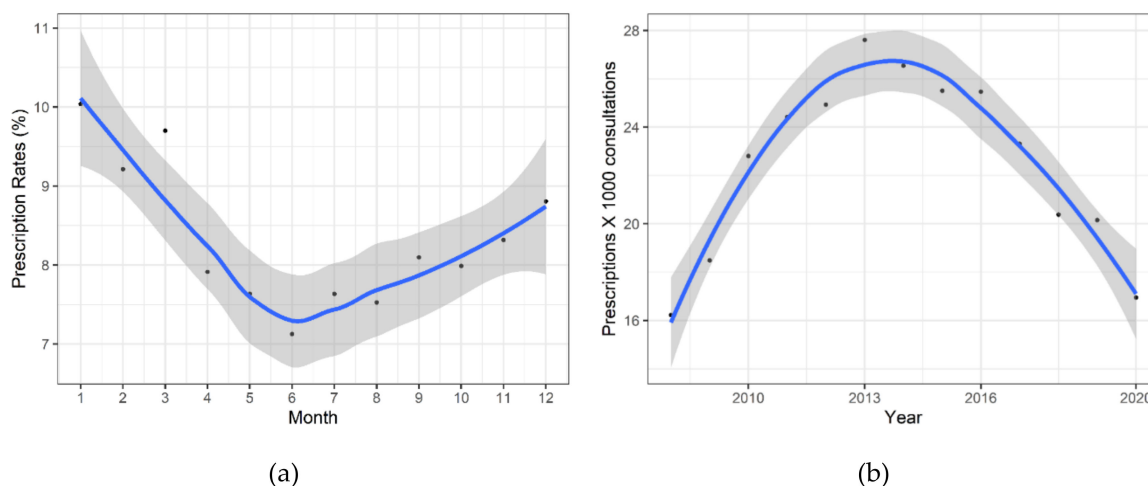 11
10
9
8
7
1 2 3 4 5 6 7 8 9 10 11 12
Month
Prescription Rates (%)
(a)
28
24
20
16
2010 2013 2016 2020
Year
Prescriptions X 1000 consultations
(b)